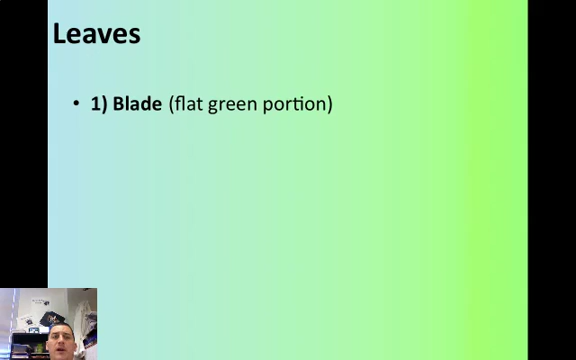 Leaves
• 1) Blade (flat green portion)